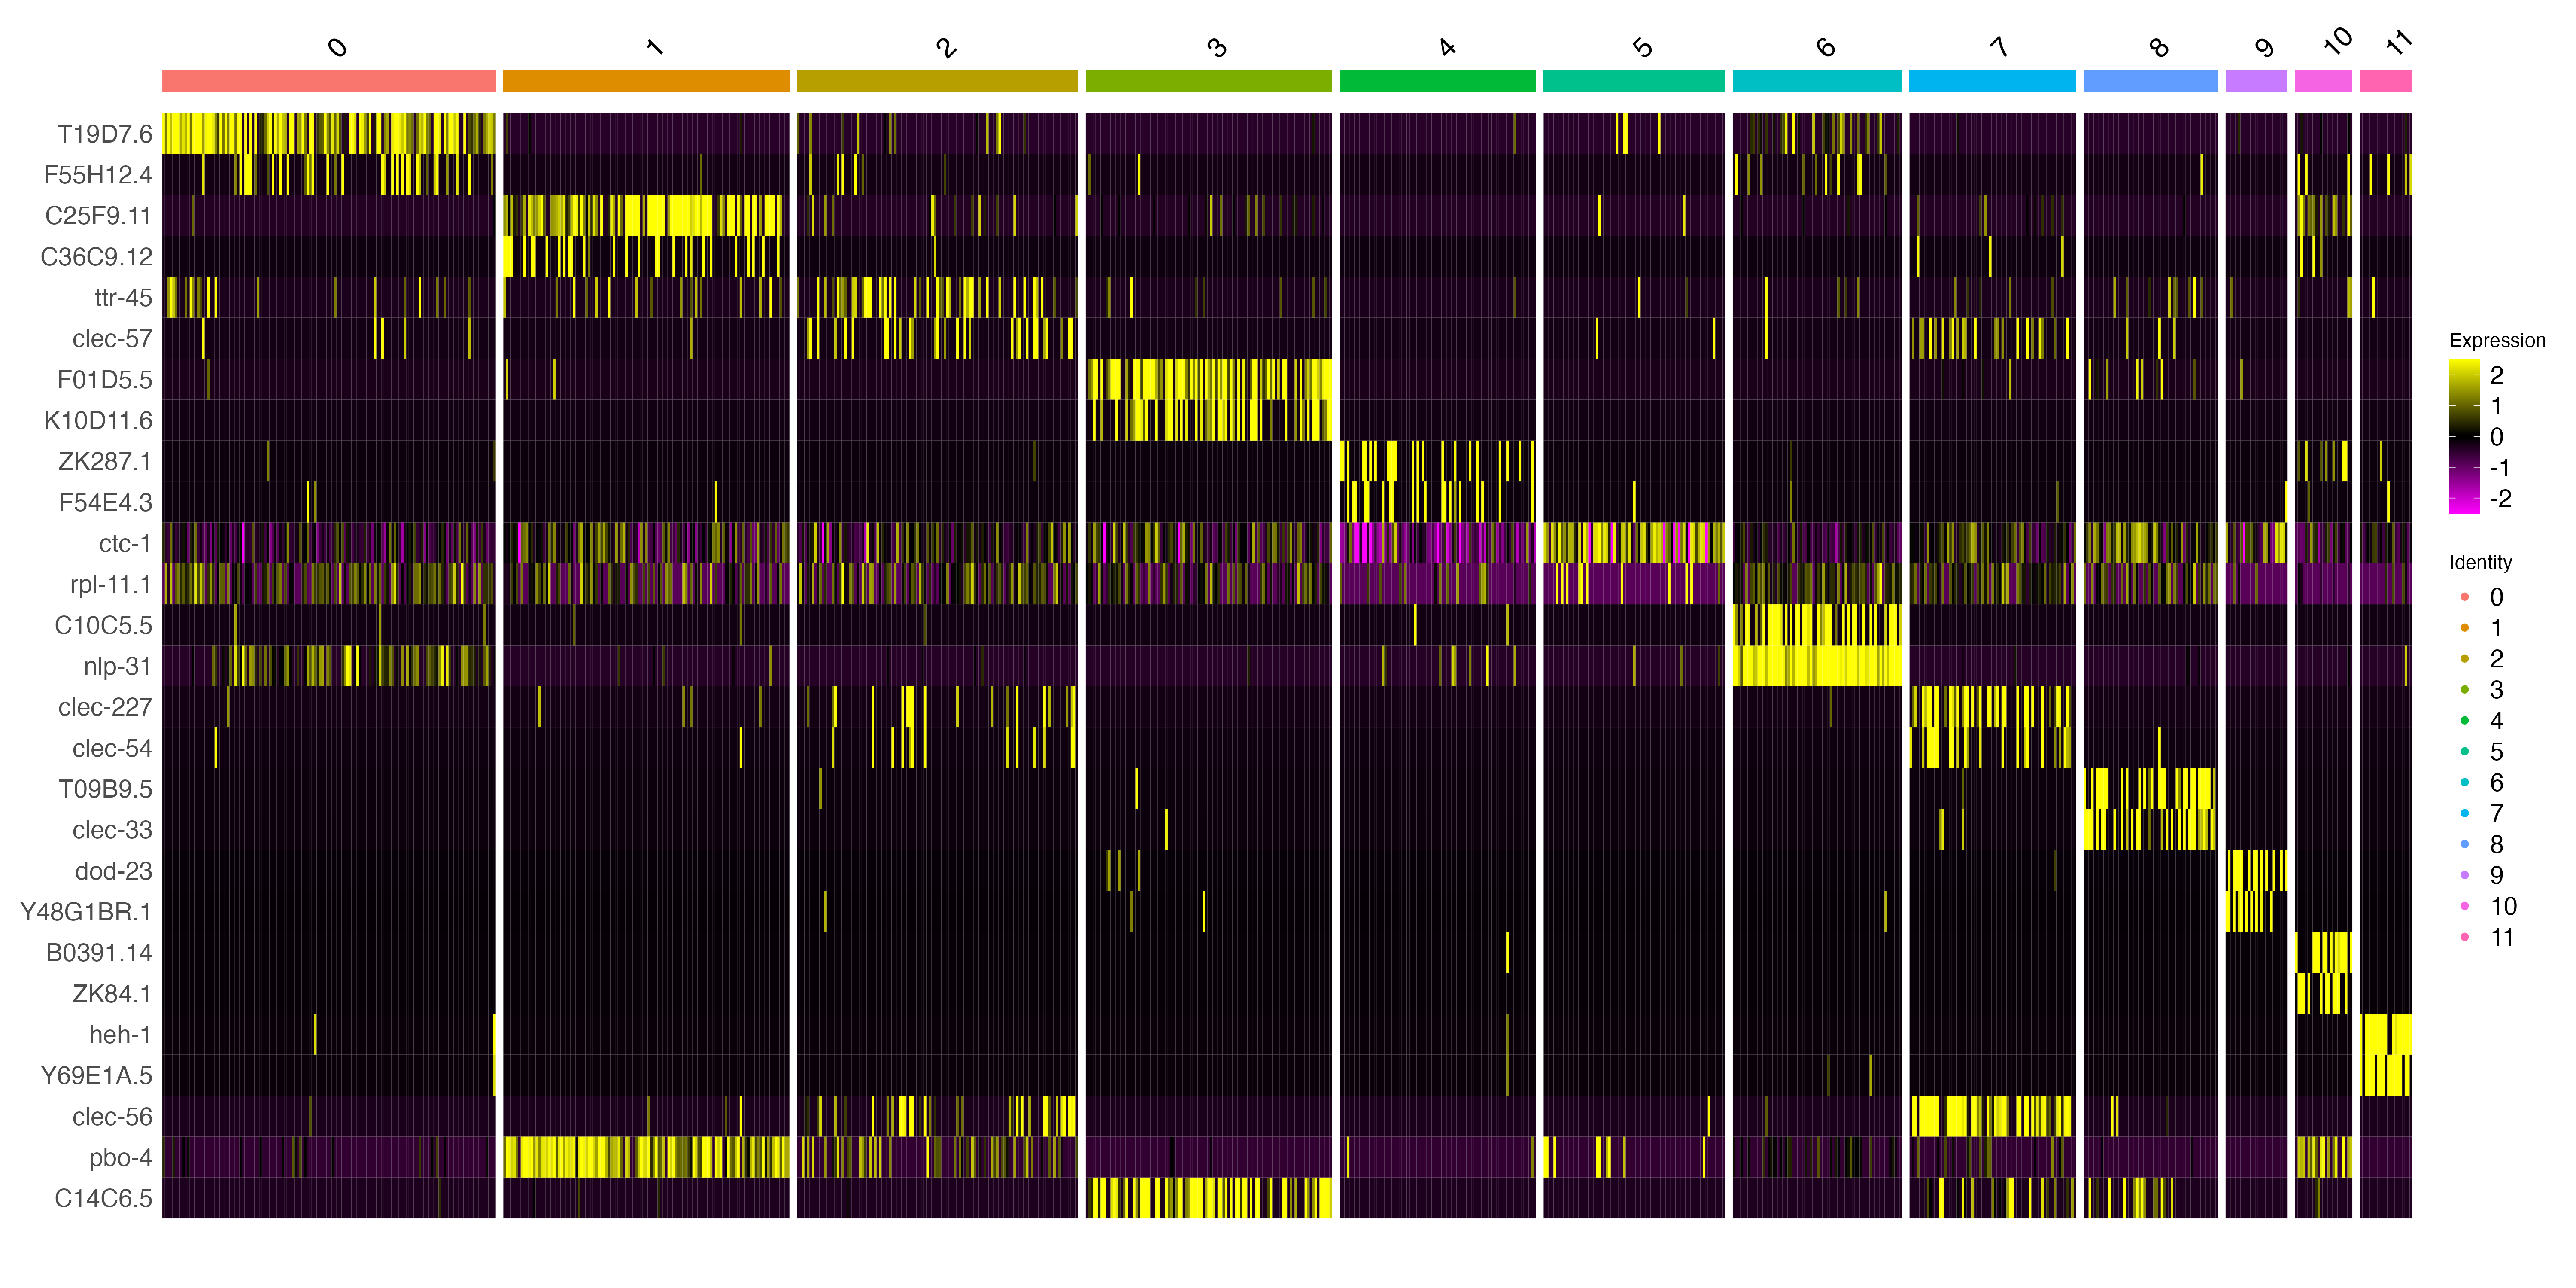 0 1 2 3 4 5 6 7 8 9 10 11
T19D7.6
F55H12.4
C25F9.11
C36C9.12
ttr-45
clec-57
F01D5.5
K10D11.6
ZK287.1
F54E4.3
ctc-1
rpl-11.1
C10C5.5
nlp-31
clec-227
clec-54
T09B9.5
clec-33
dod-23
Y48G1BR.1
B0391.14
ZK84.1
heh-1
Y69E1A.5
clec-56
pbo-4
C14C6.5
Expression
2
1
0
-1
-2
Identity
0
1
2
3
4
5
6
7
8
9
10
11